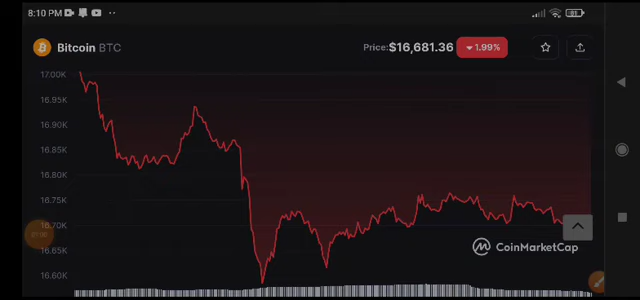 8:10 PM
81
Bitcoin BTC
Price: $16,681.36 1.99%
17.00K
16.95K
16.90K
16.85K
16.80K
16.75K
16.70K
16.65K
16.60K
CoinMarketCap